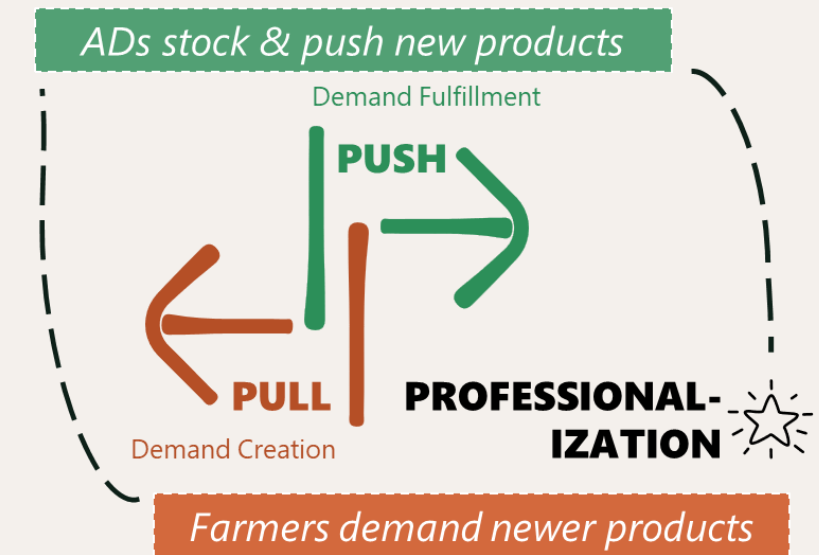 ADs stock & push new products
Demand Fulfillment
PUSH
PULL
Demand Creation
PROFESSIONAL-
IZATION
Farmers demand newer products